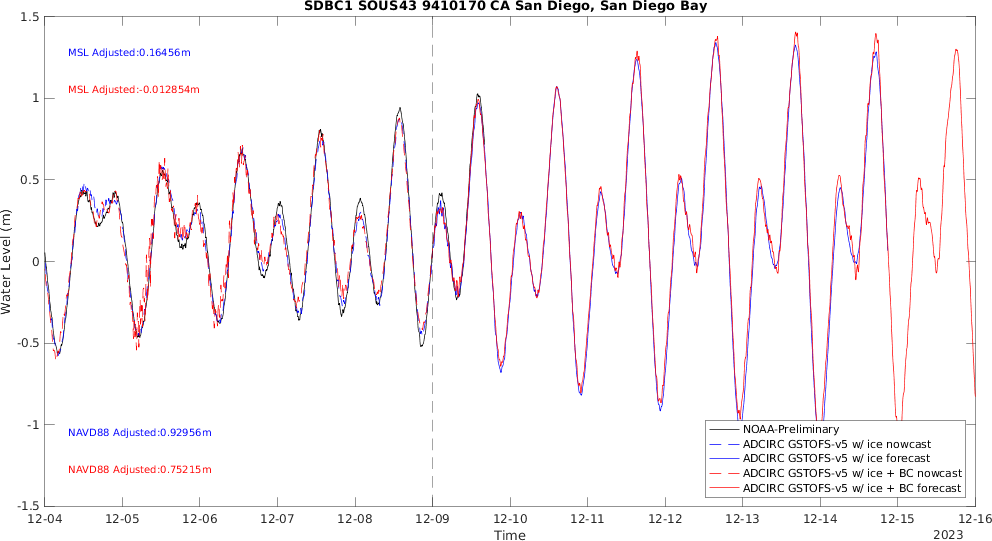 SDBC1 SOUS43 9410170 CA San Diego, San Diego Bay
1.5
1
0.5
0
-0.5
-1
-1.5
Water Level (m)
MSL Adjusted:0.16456m
MSL Adjusted:-0.012854m
NAVD88 Adjusted:0.92956m
NAVD88 Adjusted:0.75215m
NOAA-Preliminary
ADCIRC GSTOFS-v5 w/ ice nowcast
ADCIRC GSTOFS-v5 w/ ice forecast
ADCIRC GSTOFS-v5 w/ ice + BC nowcast
ADCIRC GSTOFS-v5 w/ ice + BC forecast
12-04 12-05 12-06 12-07 12-08 12-09 12-10 12-11 12-12 12-13 12-14 12-15 12-16
Time
2023